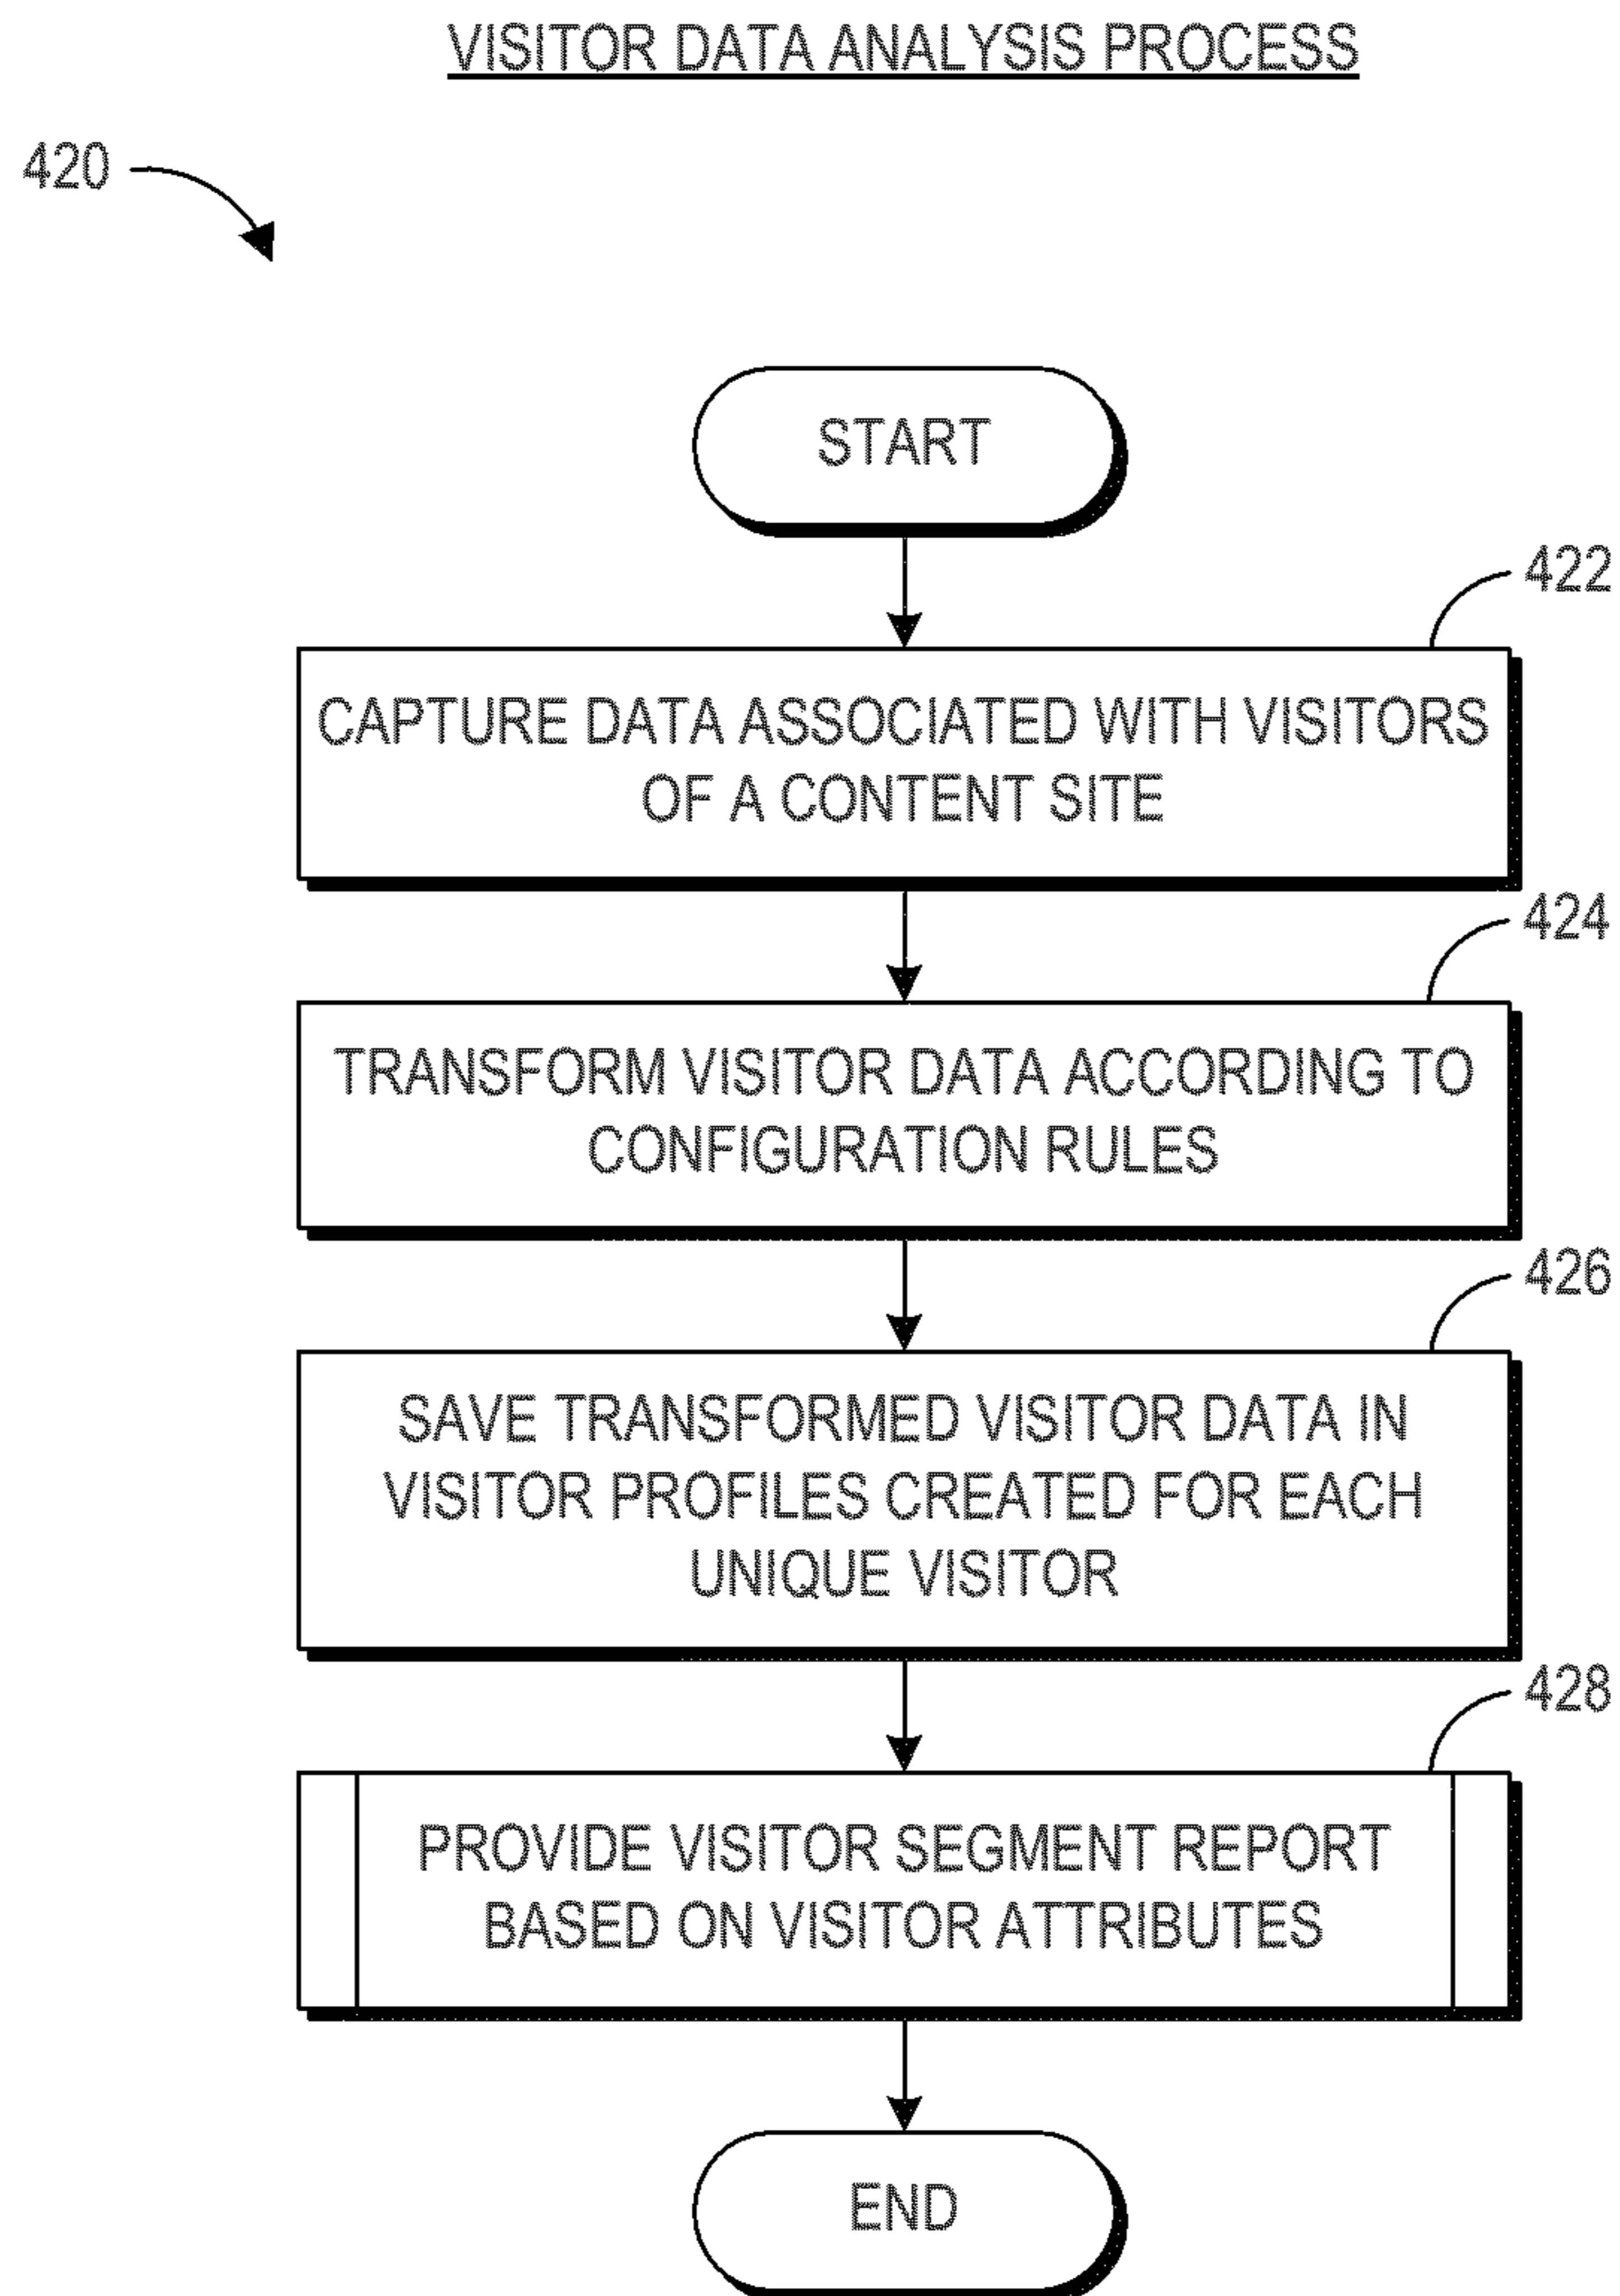 VISITOR DATA ANALYSIS PROCESS
420
START
422
CAPTURE DATA ASSOCIATED WITH VISITORS
OF A CONTENT SITE
424
TRANSFORM VISITOR DATA ACCORDING TO
CONFIGURATION RULES
426
SAVE TRANSFORMED VISITOR DATA IN
VISITOR PROFILES CREATED FOR EACH
UNIQUE VISITOR
428
PROVIDE VISITOR SEGMENT REPORT
BASED ON VISITOR ATTRIBUTES
END